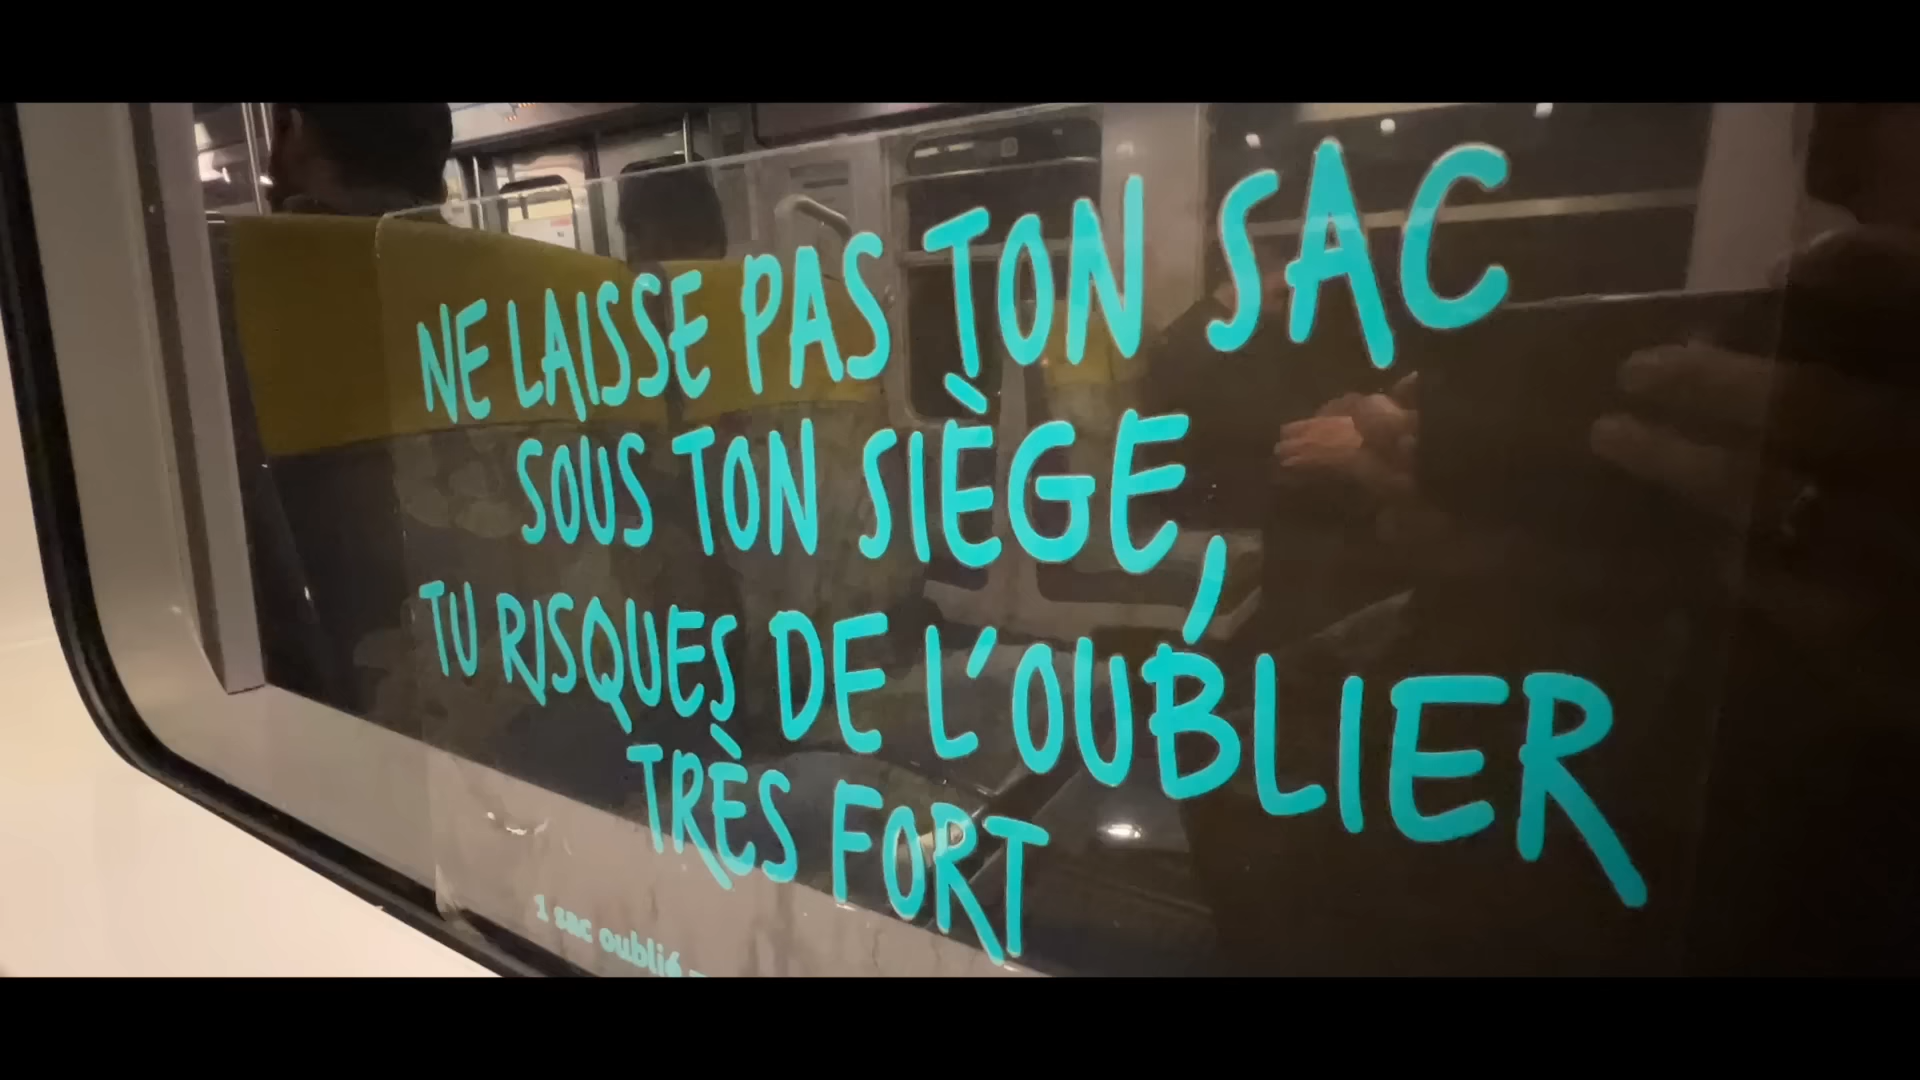 NE LAISSE PAS TON SAC
SOUS TON SIÈGE,
TU RISQUES DE L'OUBLIER
TRÈS FORT
1 sac oublié